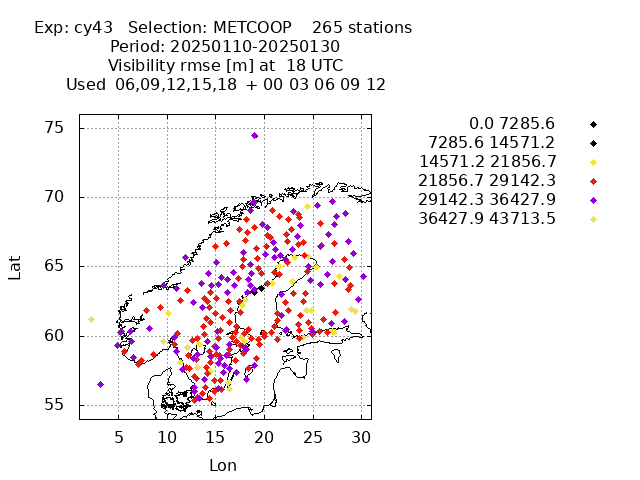 Exp: cy43   Selection: METCOOP    265 stations
Period: 20250110-20250130
Visibility rmse [m] at  18 UTC
Used  06,09,12,15,18  + 00 03 06 09 12
0.0 7285.6
7285.6 14571.2
14571.2 21856.7
21856.7 29142.3
29142.3 36427.9
36427.9 43713.5
75
70
65
60
55
Lat
5 10 15 20 25 30
Lon